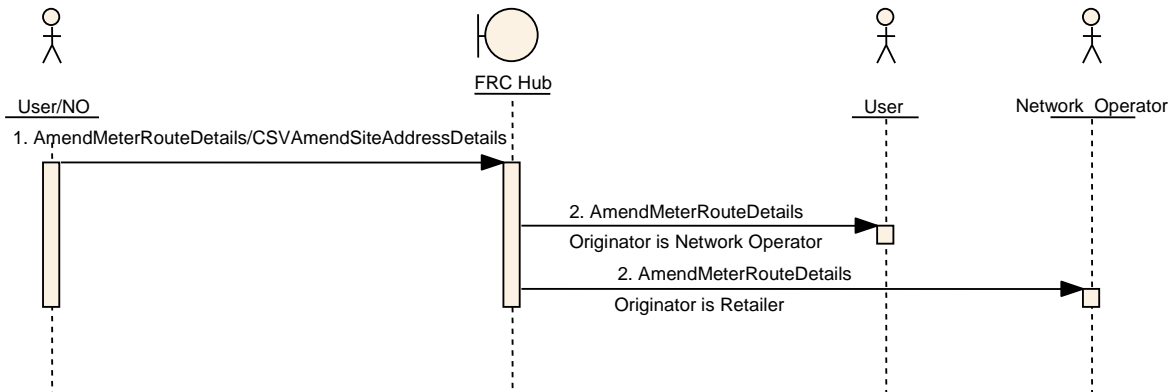 FRC Hub
User/NO
User
Network Operator
1. AmendMeterRouteDetails/CSVAmendSiteAddressDetails
2. AmendMeterRouteDetails
Originator is Network Operator
2. AmendMeterRouteDetails
Originator is Retailer